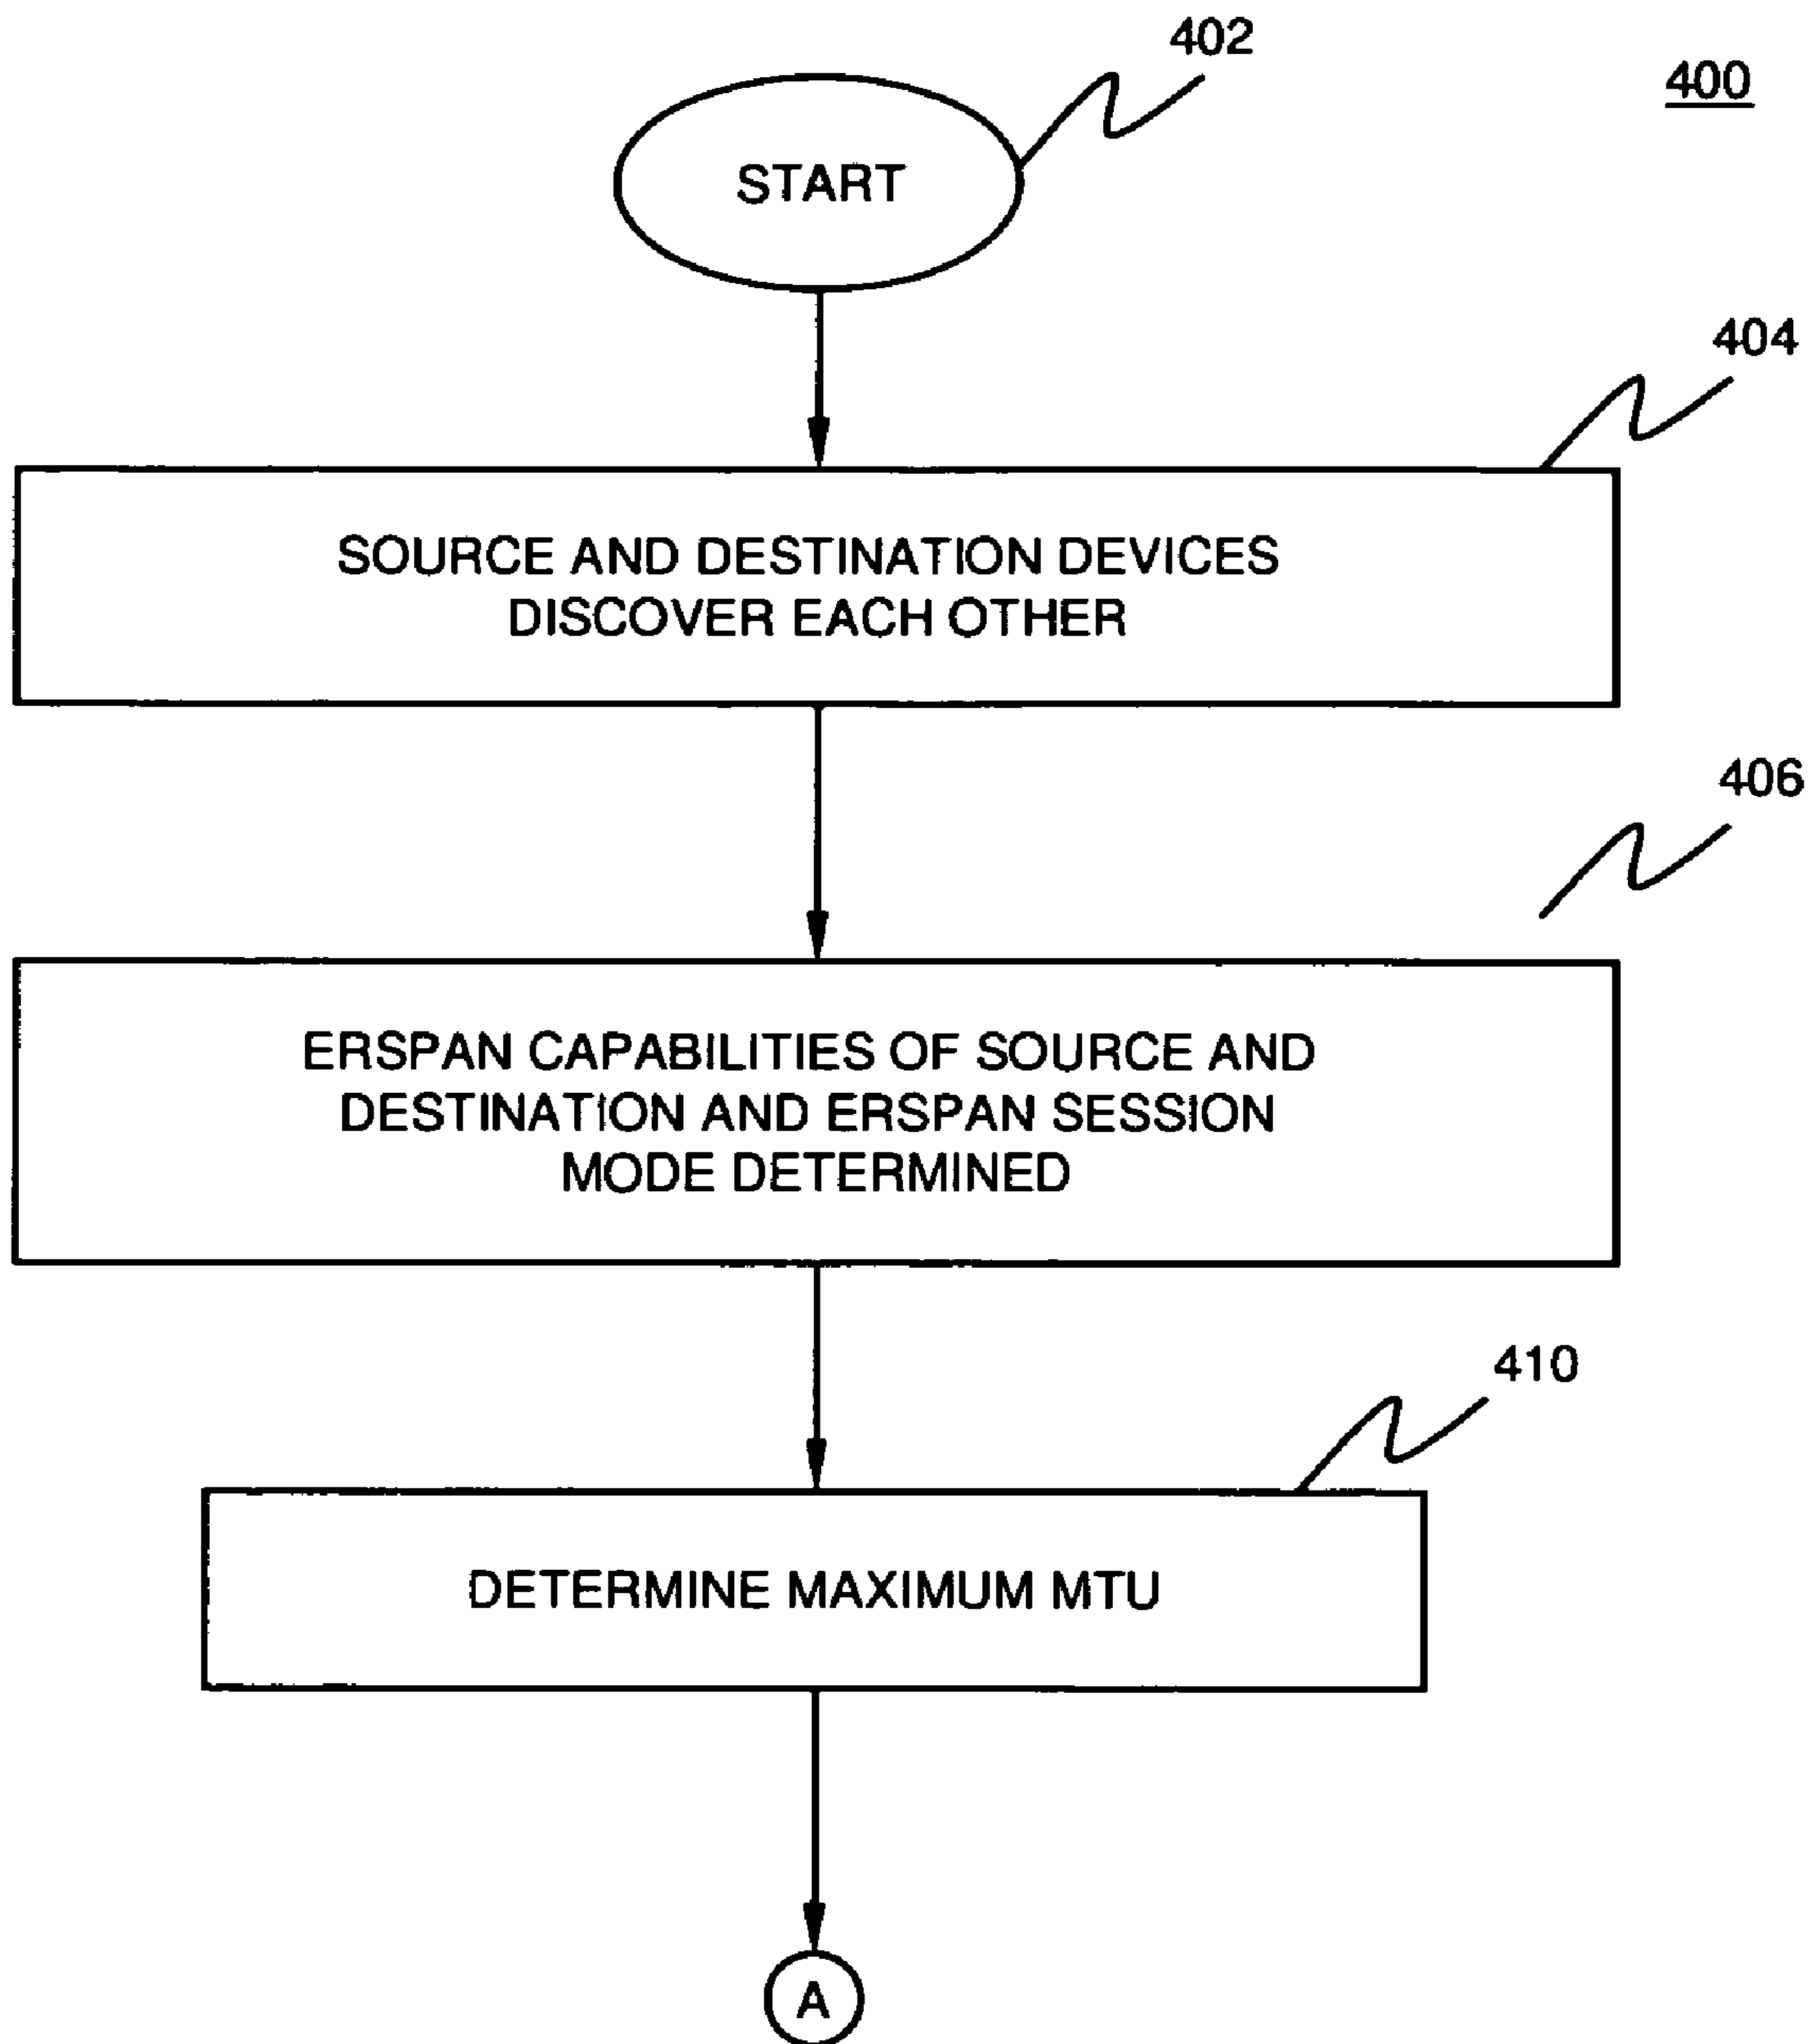 402
400
START
404
SOURCE AND DESTINATION DEVICES
DISCOVER EACH OTHER
406
ERSPAN CAPABILITIES OF SOURCE AND
DESTINATION AND ERSPAN SESSION
MODE DETERMINED
410
DETERMINE MAXIMUM MTU
A